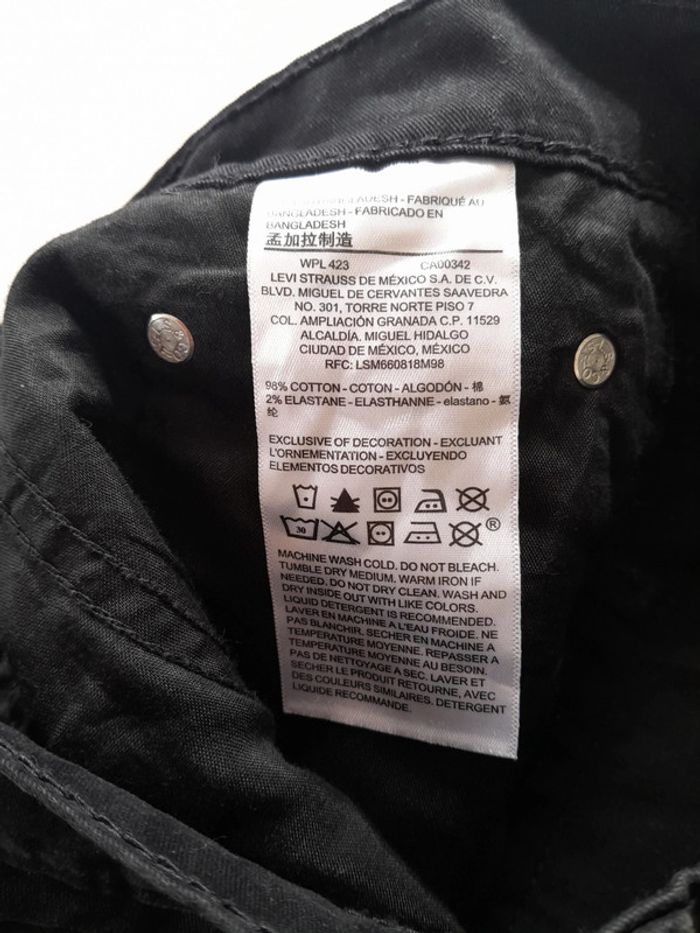 BANGLADESH - FABRIQUÉ AU
BANGLADESH - FABRICADO EN
BANGLADESH
孟加拉制造
WPL 423 CA00342
LEVI STRAUSS DE MÉXICO S.A. DE C.V.
BLVD. MIGUEL DE CERVANTES SAAVEDRA
NO. 301, TORRE NORTE PISO 7
COL. AMPLIACIÓN GRANADA C.P. 11529
ALCALDÍA. MIGUEL HIDALGO
CIUDAD DE MÉXICO, MÉXICO
RFC: LSM660818M98
98% COTTON - COTON - ALGODÓN - 棉
2% ELASTANE - ELASTHANNE - elastano - 氨
纶
EXCLUSIVE OF DECORATION - EXCLUANT
L'ORNEMENTATION - EXCLUYENDO
ELEMENTOS DECORATIVOS
30 ®
MACHINE WASH COLD. DO NOT BLEACH.
TUMBLE DRY MEDIUM. WARM IRON IF
NEEDED. DO NOT DRY CLEAN. WASH AND
DRY INSIDE OUT WITH LIKE COLORS.
LIQUID DETERGENT IS RECOMMENDED.
LAVER EN MACHINE A L'EAU FROIDE. NE
PAS BLANCHIR. SECHER EN MACHINE A
TEMPERATURE MOYENNE. REPASSER A
TEMPERATURE MOYENNE AU BESOIN.
PAS DE NETTOYAGE A SEC. LAVER ET
SECHER LE PRODUIT RETOURNE, AVEC
DES COULEURS SIMILAIRES. DETERGENT
LIQUIDE RECOMMANDE.